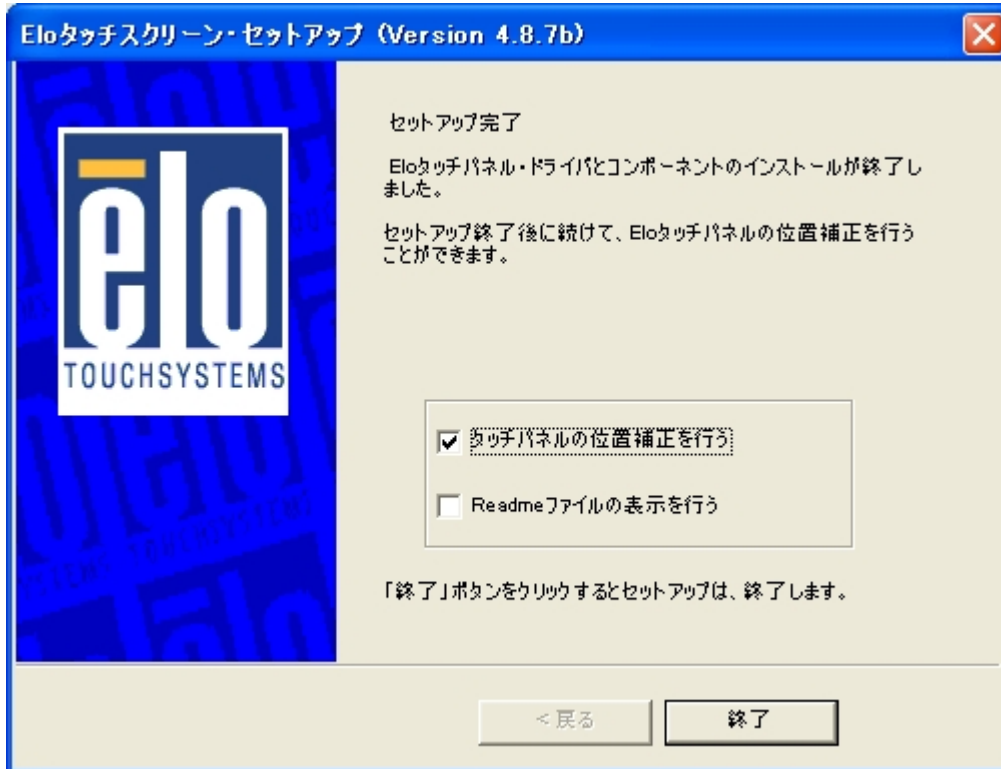 Eloタッチスクリーン・セットアップ (Version 4.8.7b)
elo
TOUCHSYSTEMS
セットアップ完了
Eloタッチパネル・ドライバとコンポーネントのインストールが終了し
ました。
セットアップ終了後に続けて、Eloタッチパネルの位置補正を行う
ことができます。
タッチパネルの位置補正を行う
Readmeファイルの表示を行う
「終了」ボタンをクリックするとセットアップは、終了します。
< 戻る
終了